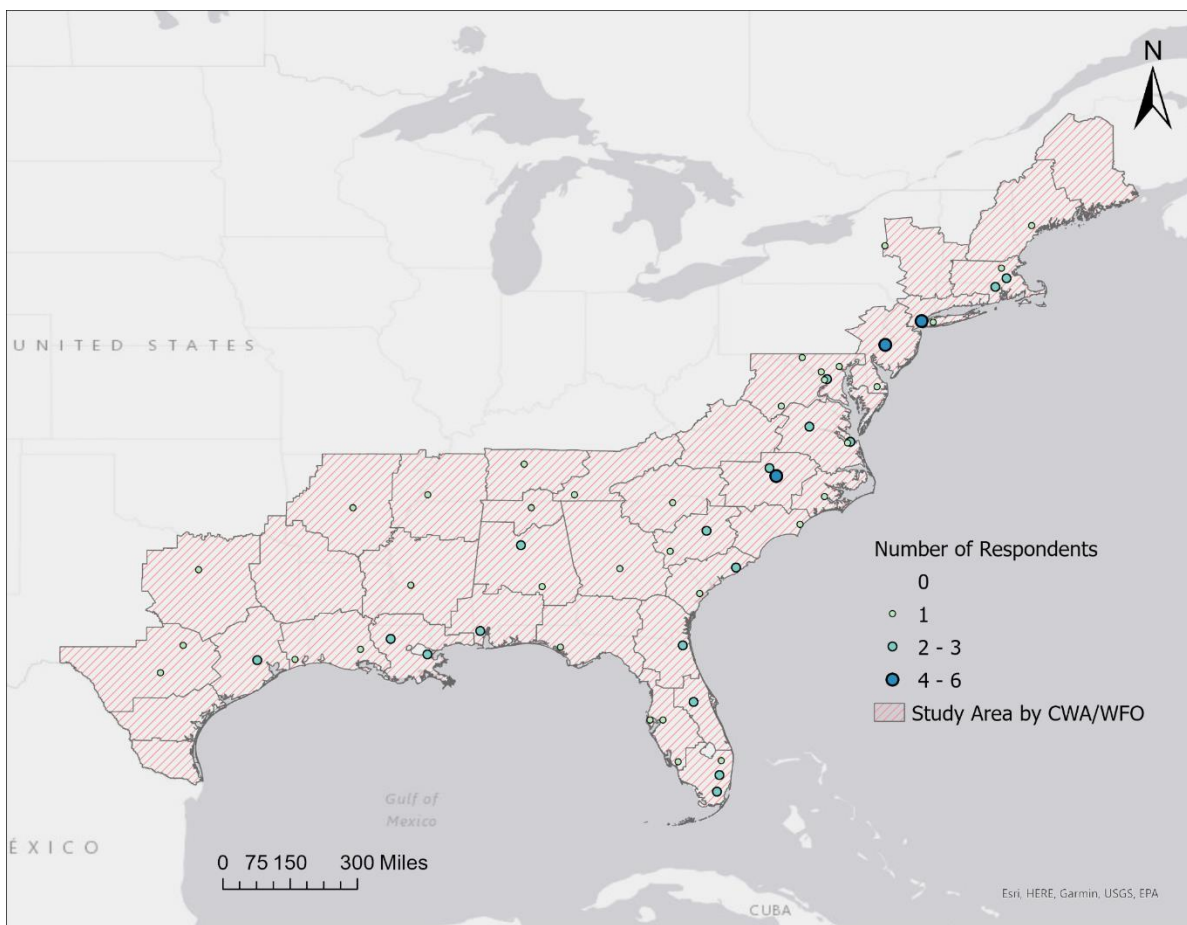 N
UNITED STATES
Number of Respondents
0
1
2 - 3
4 - 6
Study Area by CWA/WFO
Gulf of
Mexico
ÉXICO
0 75 150 300 Miles
Esri, HERE, Garmin, USGS, EPA
CUBA